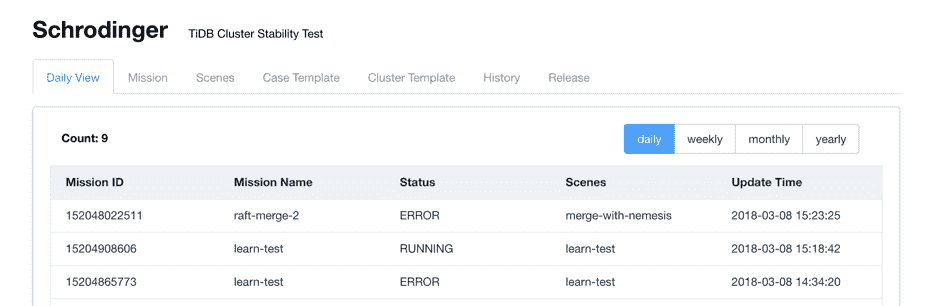 Schrodinger TiDB Cluster Stability Test
Daily View Mission Scenes Case Template Cluster Template History Release
Count: 9 daily weekly monthly yearly
Mission ID Mission Name Status Scenes Update Time
152048022511 raft-merge-2 ERROR merge-with-nemesis 2018-03-08 15:23:25
15204908606 learn-test RUNNING learn-test 2018-03-08 15:18:42
15204865773 learn-test ERROR learn-test 2018-03-08 14:34:20